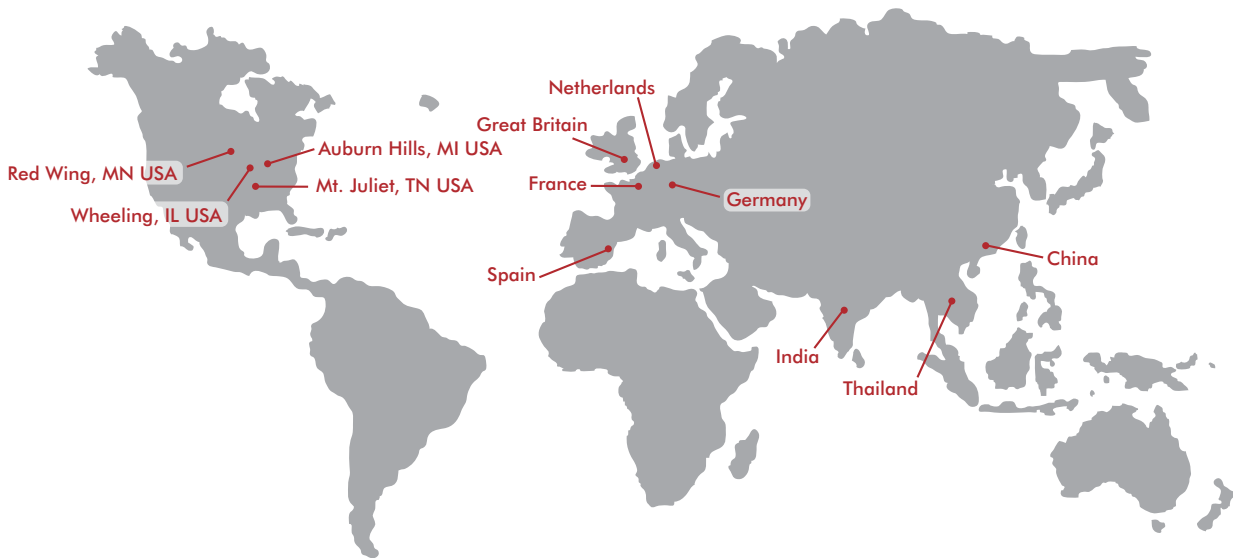 Netherlands
Great Britain
Auburn Hills, MI USA
Red Wing, MN USA
Mt. Juliet, TN USA
France
Germany
Wheeling, IL USA
China
Spain
India
Thailand